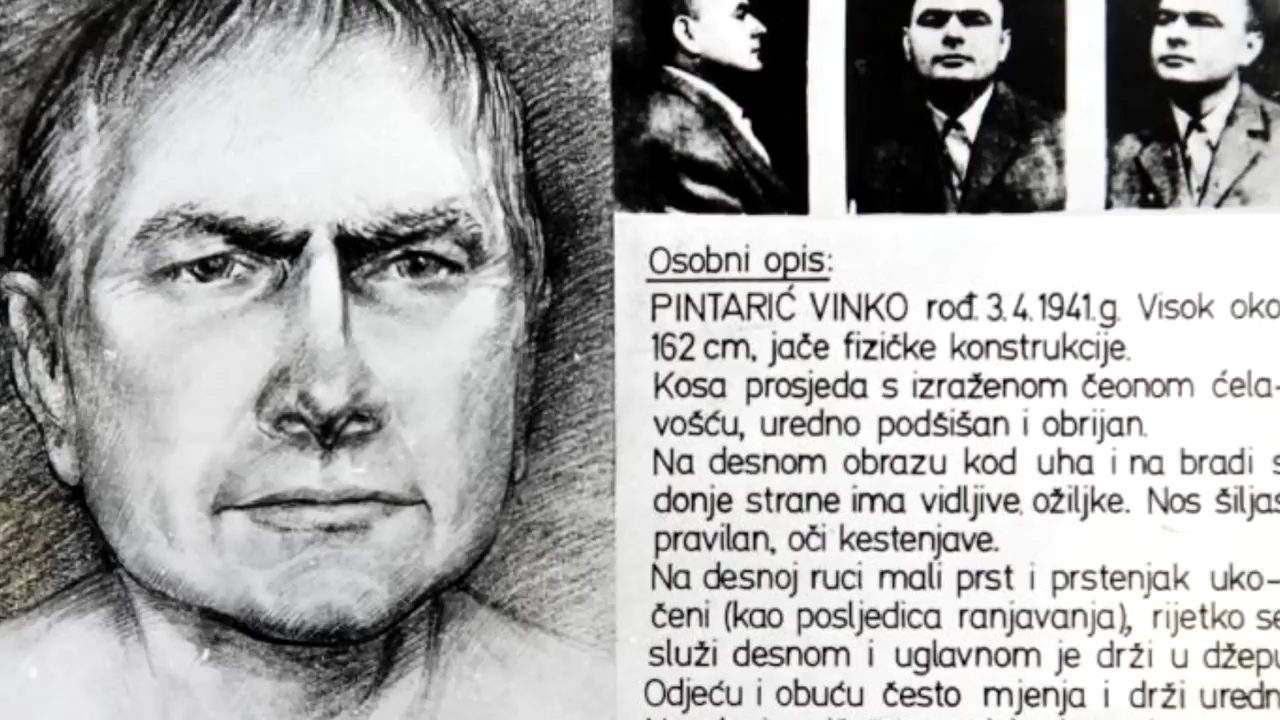 Osobni opis:
PINTARIĆ VINKO rođ. 3.4.1941.g. Visok oko
162 cm, jače fizičke konstrukcije.
Kosa prosjeda s izraženom čeonom ćela-
vošću, uredno podšišan i obrijan.
Na desnom obrazu kod uha i na bradi s
donje strane ima vidljive ožiljke. Nos šiljas
pravilan, oči kestenjave.
Na desnoj ruci mali prst i prstenjak uko-
čeni (kao posljedica ranjavanja), rijetko se
služi desnom i uglavnom je drži u džepu
Odjeću i obuću često mjenja i drži uredn